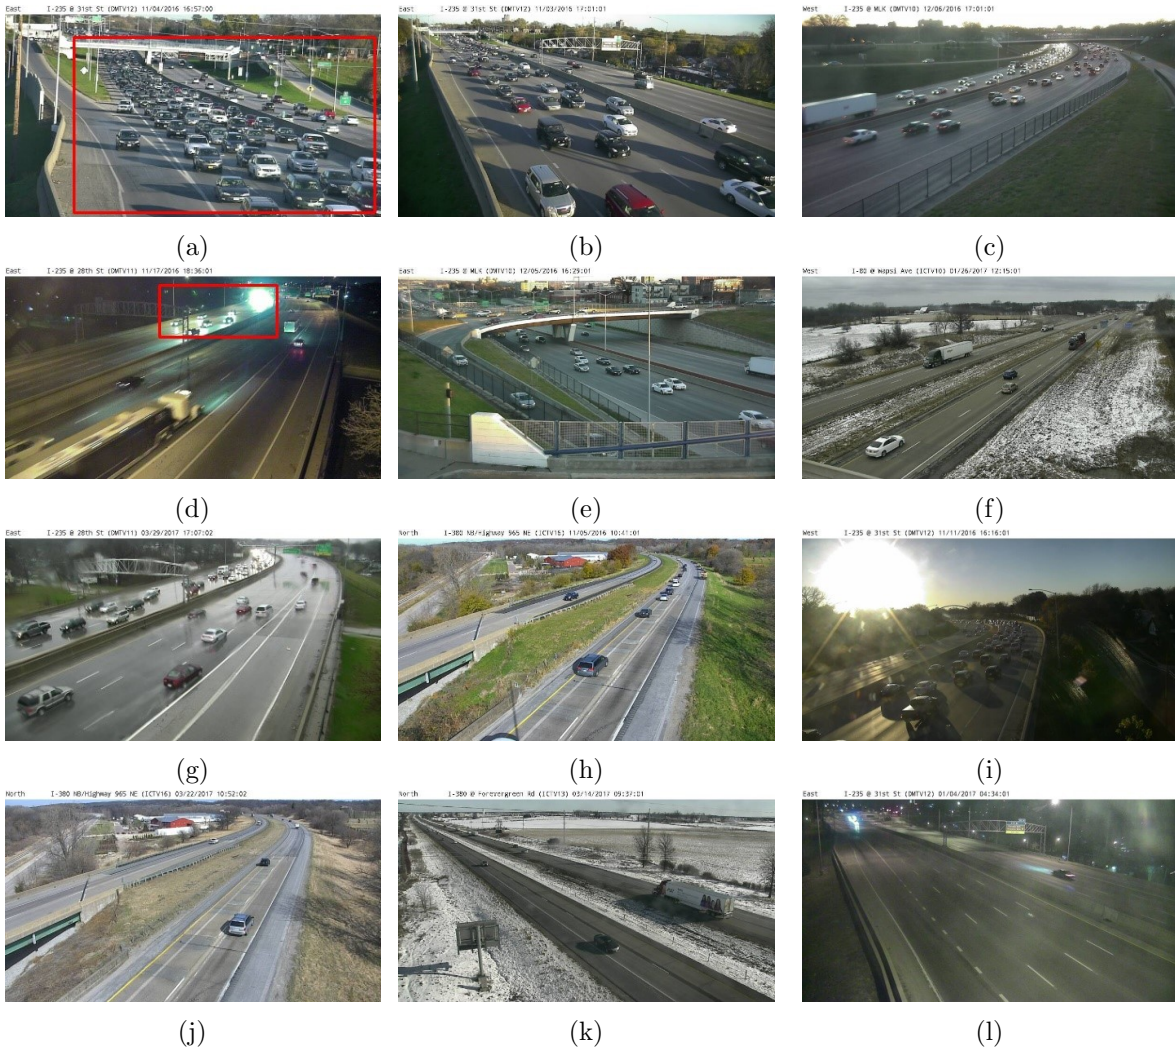 East I-235 @ 31st St (DMTV12) 11/04/2016 16:57:00
East I-235 @ 31st St (DMTV12) 11/03/2016 17:01:01
West I-235 @ MLK (DMTV10) 12/06/2016 17:01:01
(a)
(b)
(c)
East I-235 @ 28th St (DMTV11) 11/17/2016 18:36:01
East I-235 @ MLK (DMTV10) 12/05/2016 16:29:01
West I-80 @ Wapsi Ave (ICTV10) 01/26/2017 12:15:01
(d)
(e)
(f)
East I-235 @ 28th St (DMTV11) 03/29/2017 17:07:02
North I-380 NB/Highway 965 NE (ICTV16) 11/05/2016 10:41:01
West I-235 @ 31st St (DMTV12) 11/11/2016 16:16:01
(g)
(h)
(i)
North I-380 NB/Highway 965 NE (ICTV16) 03/22/2017 10:52:02
North I-380 @ Forevergreen Rd (ICTV13) 03/14/2017 09:37:01
East I-235 @ 31st St (DMTV12) 01/04/2017 04:34:01
(j)
(k)
(l)